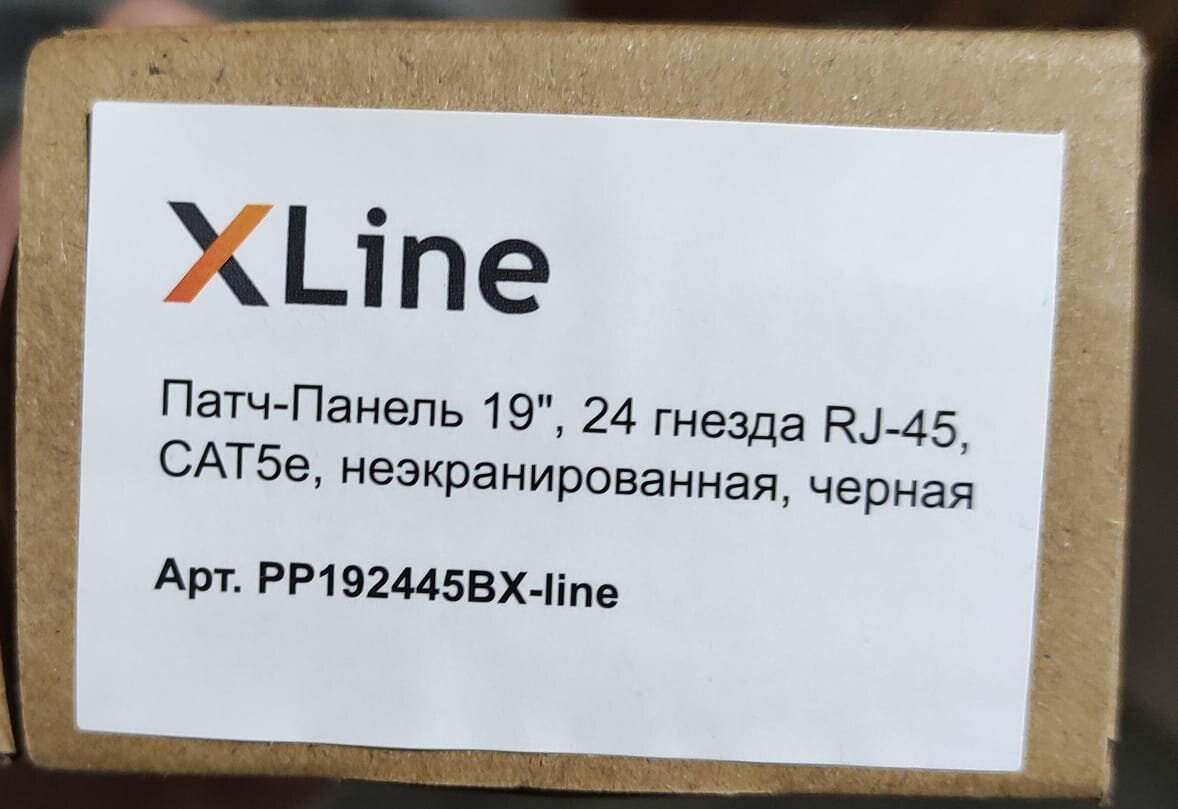 XLine
Патч-Панель 19", 24 гнезда RJ-45,
CAT5e, неэкранированная, черная
Арт. PP192445BX-line